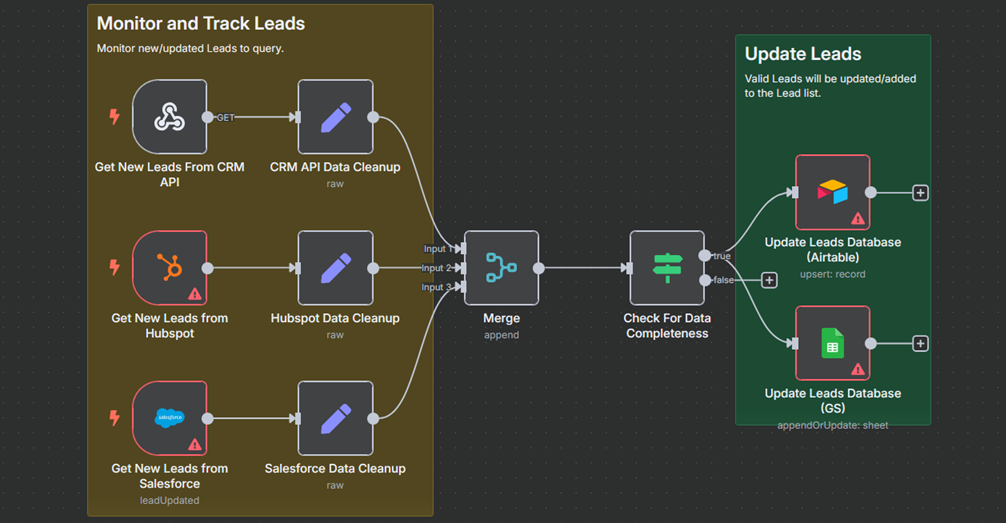 Monitor and Track Leads
Monitor new/updated Leads to query.
GET
Get New Leads From CRM
API
CRM API Data Cleanup
raw
Get New Leads from
Hubspot
Hubspot Data Cleanup
raw
salesforce
Get New Leads from
Salesforce
leadUpdated
Salesforce Data Cleanup
raw
Input 1
Input 2
Input 3
Merge
append
true
false
Check For Data
Completeness
Update Leads
Valid Leads will be updated/added
to the Lead list.
Update Leads Database
(Airtable)
upsert: record
Update Leads Database
(GS)
appendOrUpdate: sheet